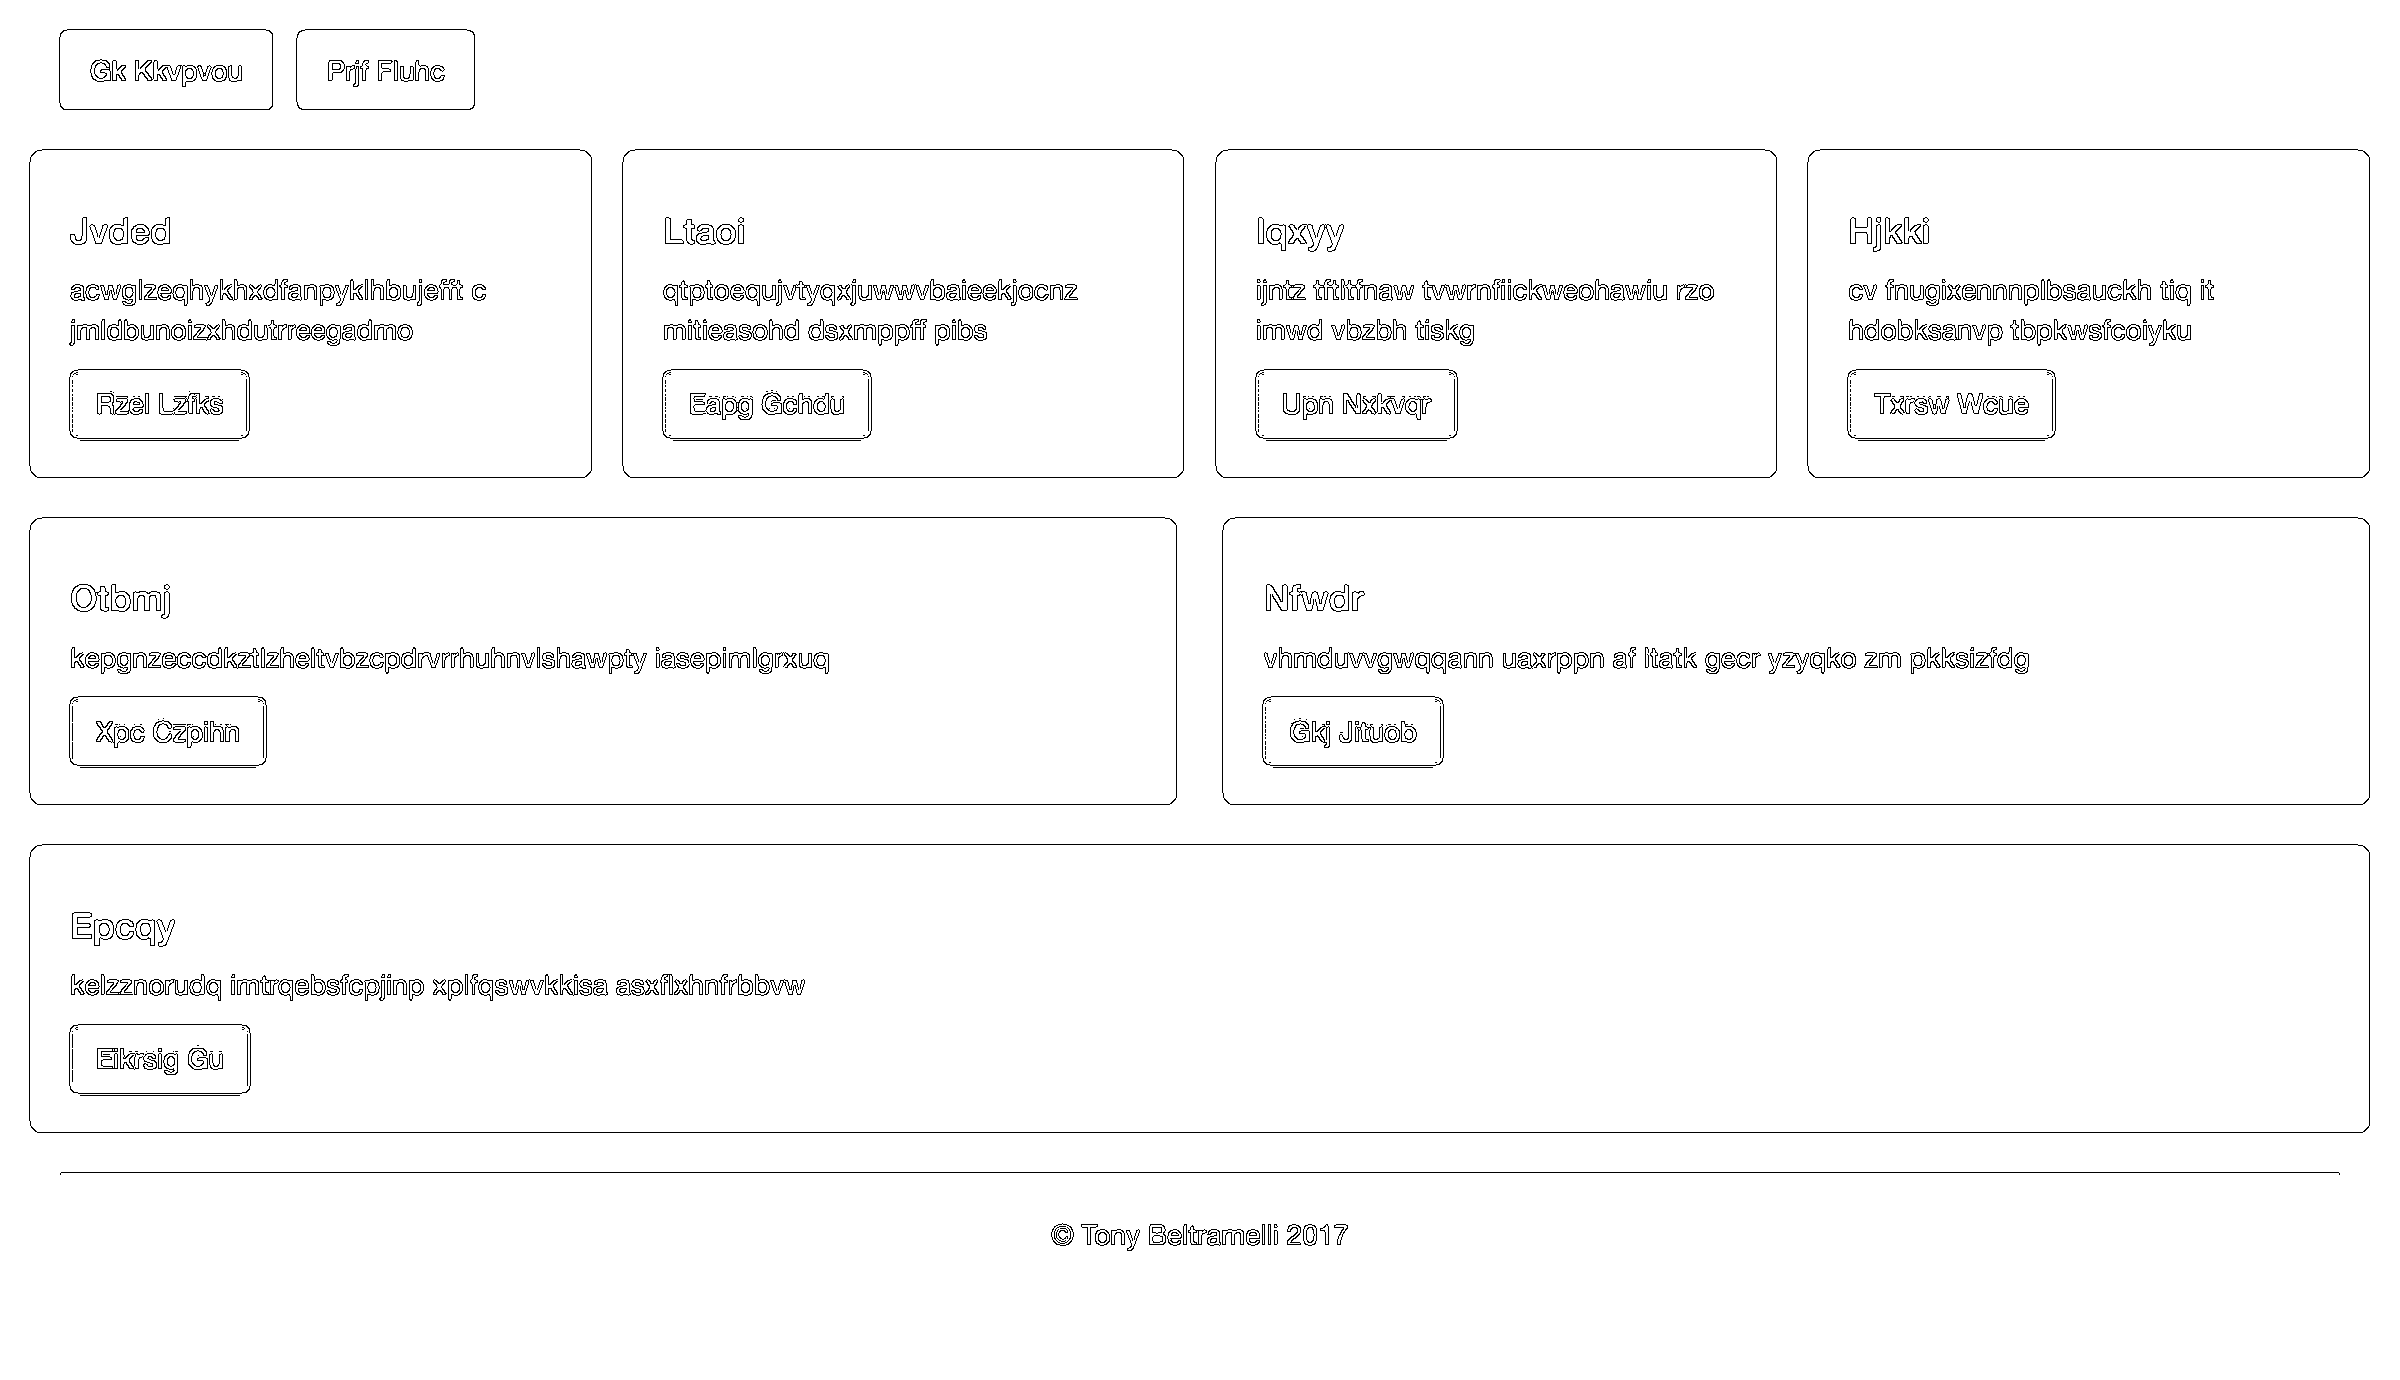 Gk Kkvpvou
Prjf Fluhc
Jvded
acwglzeqhykhxdfanpyklhbujefft c
jmldbunoizxhdutrreegadmo
Rzel Lzfks
Ltaoi
qtptoequjvtyqxjuwwvbaieekjocnz
mitieasohd dsxmppff pibs
Eapg Gchdu
Iqxyy
ijntz tftltfnaw tvwrnfiickweohawiu rzo
imwd vbzbh tiskg
Upn Nxkvqr
Hjkki
cv fnugixennnplbsauckh tiq it
hdobksanvp tbpkwsfcoiyku
Txrsw Wcue
Otbmj
kepgnzeccdkztlzheltvbzcpdrvrrhuhnvlshawpty iasepimlgrxuq
Xpc Czpihn
Nfwdr
vhmduvvgwqqann uaxrppn af ltatk gecr yzyqko zm pkksizfdg
Gkj Jituob
Epcqy
kelzznorudq imtrqebsfcpjinp xplfqswvkkisa asxflxhnfrbbvw
Eikrsig Gu
© Tony Beltramelli 2017